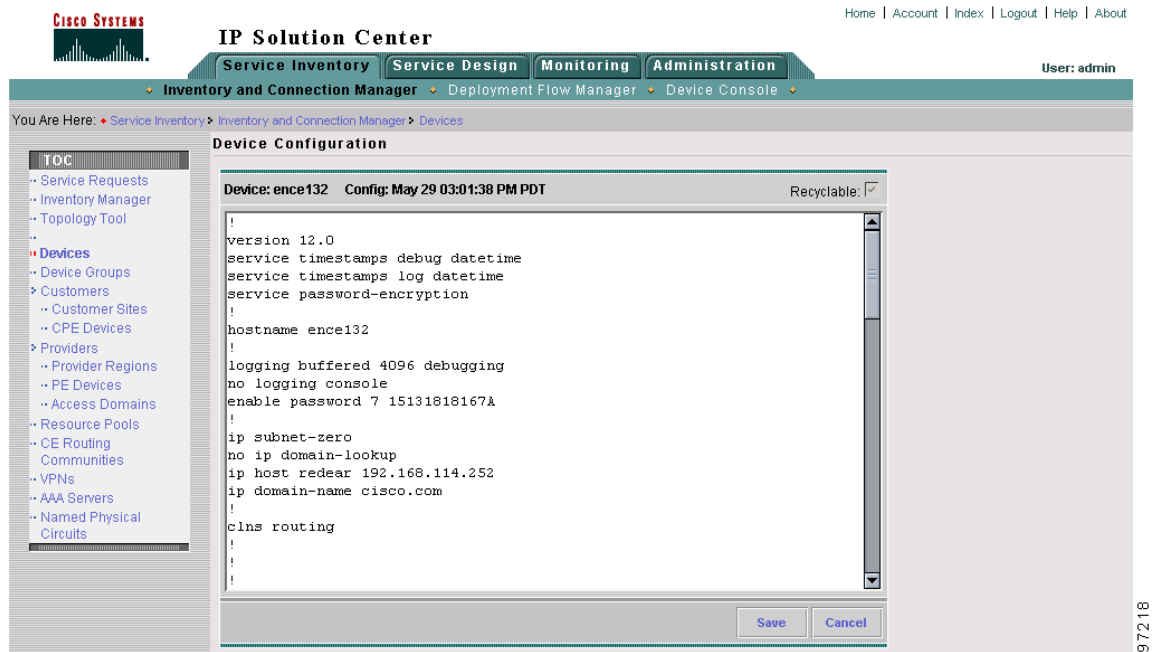 Home | Account | Index | Logout | Help | About
CISCO SYSTEMS
IP Solution Center
Service Inventory Service Design Monitoring Administration
User: admin
Inventory and Connection Manager Deployment Flow Manager Device Console
You Are Here: Service Inventory Inventory and Connection Manager Devices
Device Configuration
TOC
Service Requests
Inventory Manager
Topology Tool
Devices
Device Groups
Customers
Customer Sites
CPE Devices
Providers
Provider Regions
PE Devices
Access Domains
Resource Pools
CE Routing
Communities
VPNs
AAA Servers
Named Physical
Circuits
Device: ence132 Config: May 29 03:01:38 PM PDT
Recyclable:
!
version 12.0
service timestamps debug datetime
service timestamps log datetime
service password-encryption
!
hostname ence132
!
logging buffered 4096 debugging
no logging console
enable password 7 15131818167A
!
ip subnet-zero
no ip domain-lookup
ip host redear 192.168.114.252
ip domain-name cisco.com
!
clns routing
!
!
!
Save Cancel
97218